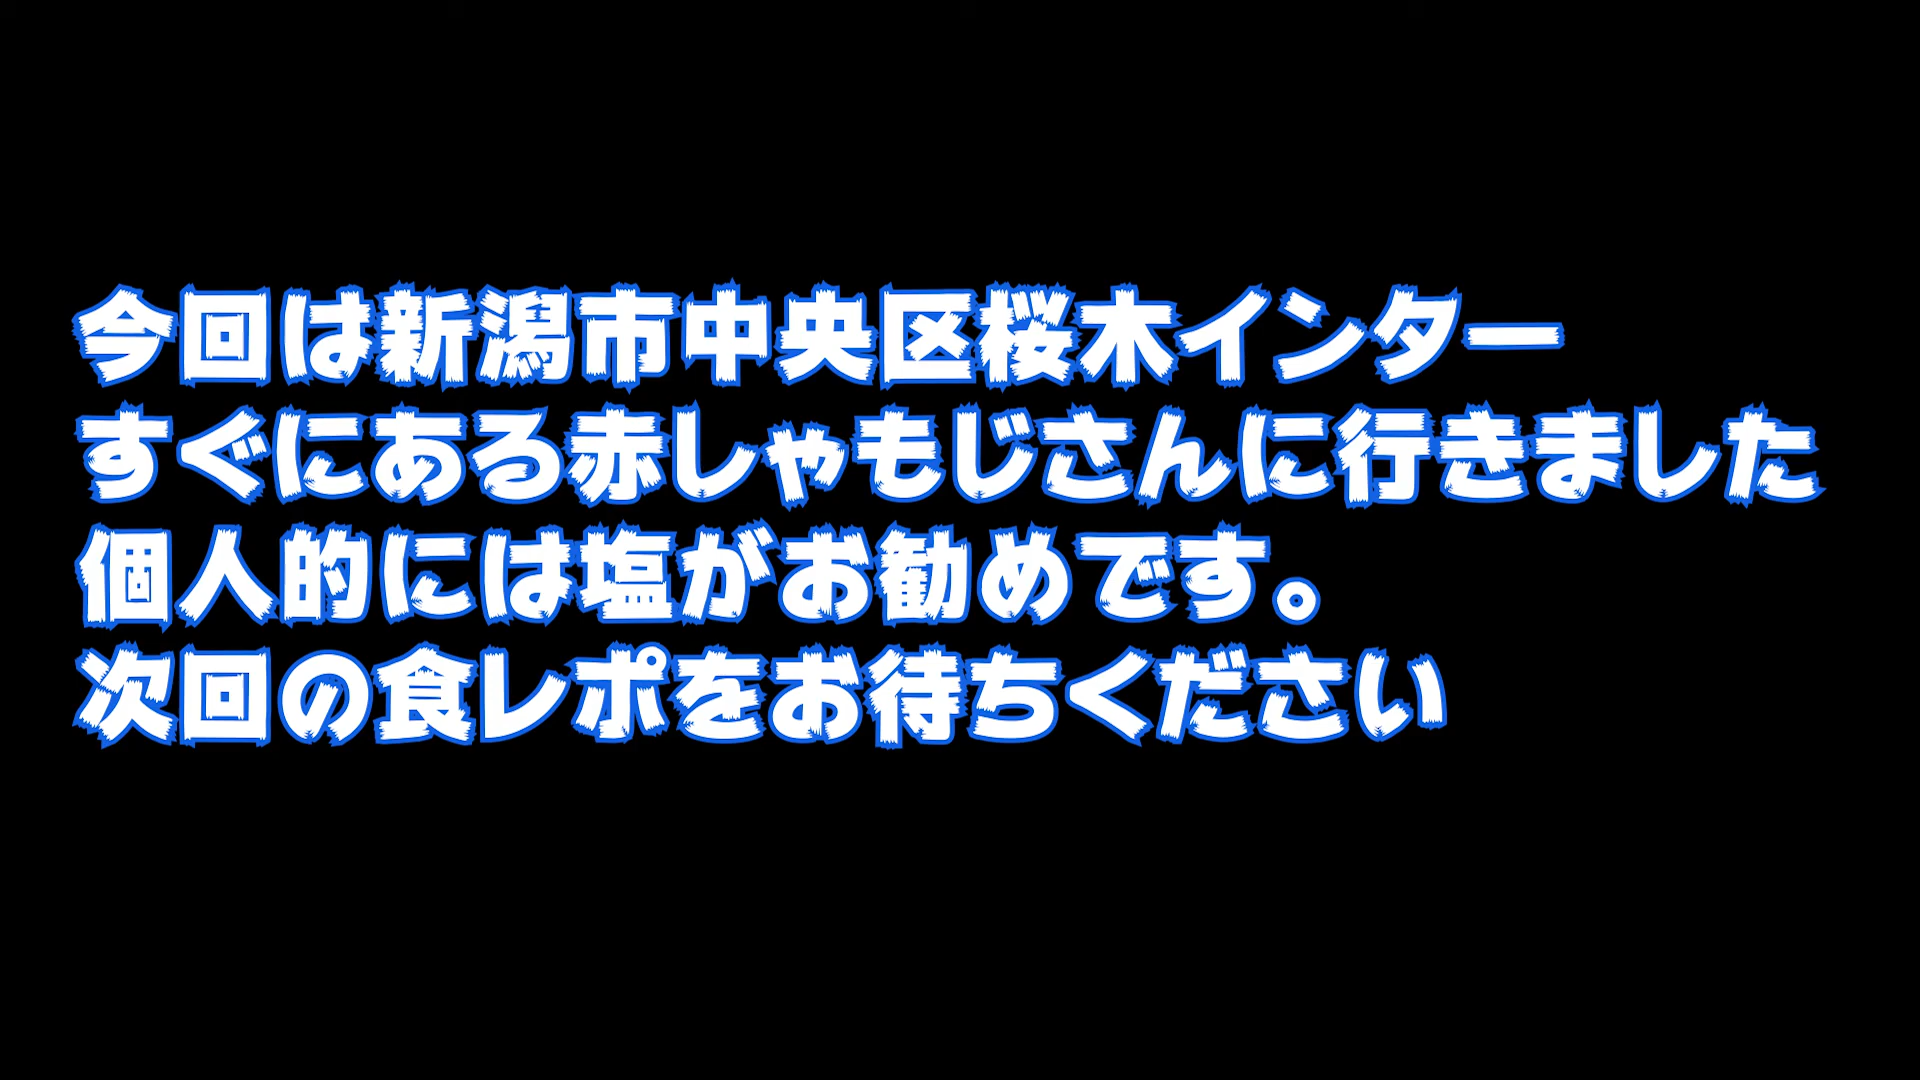 今回は新潟市中央区桜木インター
すぐにある赤しゃもじさんに行きました
個人的には塩がお勧めです。
次回の食レポをお待ちください